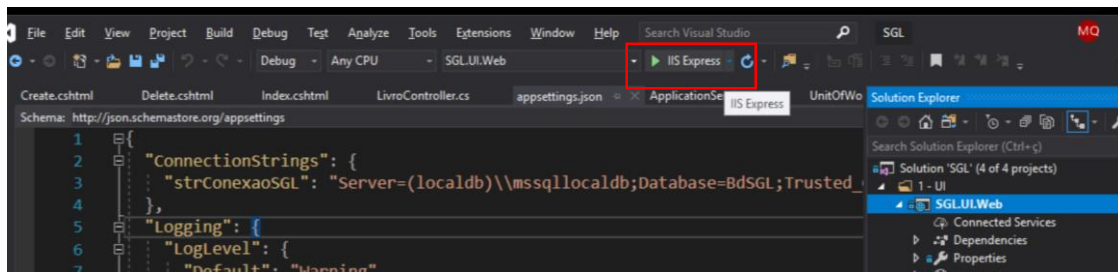 File Edit View Project Build Debug Test Analyze Tools Extensions Window Help Search Visual Studio SGL MQ
Debug Any CPU SGL.UI.Web IIS Express
Create.cshtml Delete.cshtml Index.cshtml LivroController.cs appsettings.json UnitOfWo Solution Explorer
IIS Express
Schema: http://json.schemastore.org/appsettings
Search Solution Explorer (Ctrl+ç)
1 {
2 "ConnectionStrings": {
3 "strConexaoSGL": "Server=(localdb)\\mssqllocaldb;Database=BdSGL;Trusted_
4 },
5 "Logging": {
6 "LogLevel": {
7 "Default": "Warning"
Solution 'SGL' (4 of 4 projects)
1 - UI
SGL.UI.Web
Connected Services
Dependencies
Properties